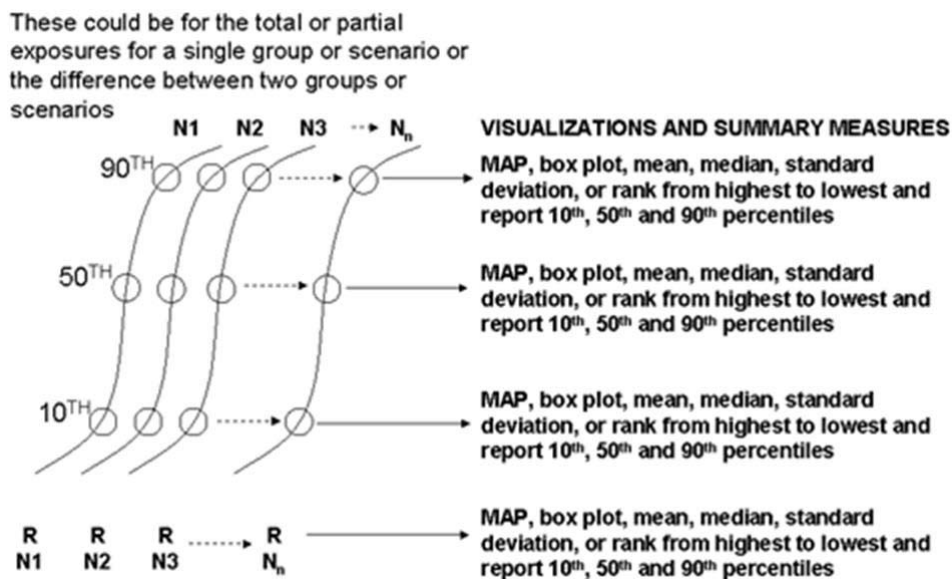 These could be for the total or partial
exposures for a single group or scenario or
the difference between two groups or
scenarios
N1 N2 N3 Nn
VISUALIZATIONS AND SUMMARY MEASURES
90TH
MAP, box plot, mean, median, standard
deviation, or rank from highest to lowest and
report 10th, 50th and 90th percentiles
50TH
MAP, box plot, mean, median, standard
deviation, or rank from highest to lowest and
report 10th, 50th and 90th percentiles
10TH
MAP, box plot, mean, median, standard
deviation, or rank from highest to lowest and
report 10th, 50th and 90th percentiles
R R R R
N1 N2 N3 Nn
MAP, box plot, mean, median, standard
deviation, or rank from highest to lowest and
report 10th, 50th and 90th percentiles